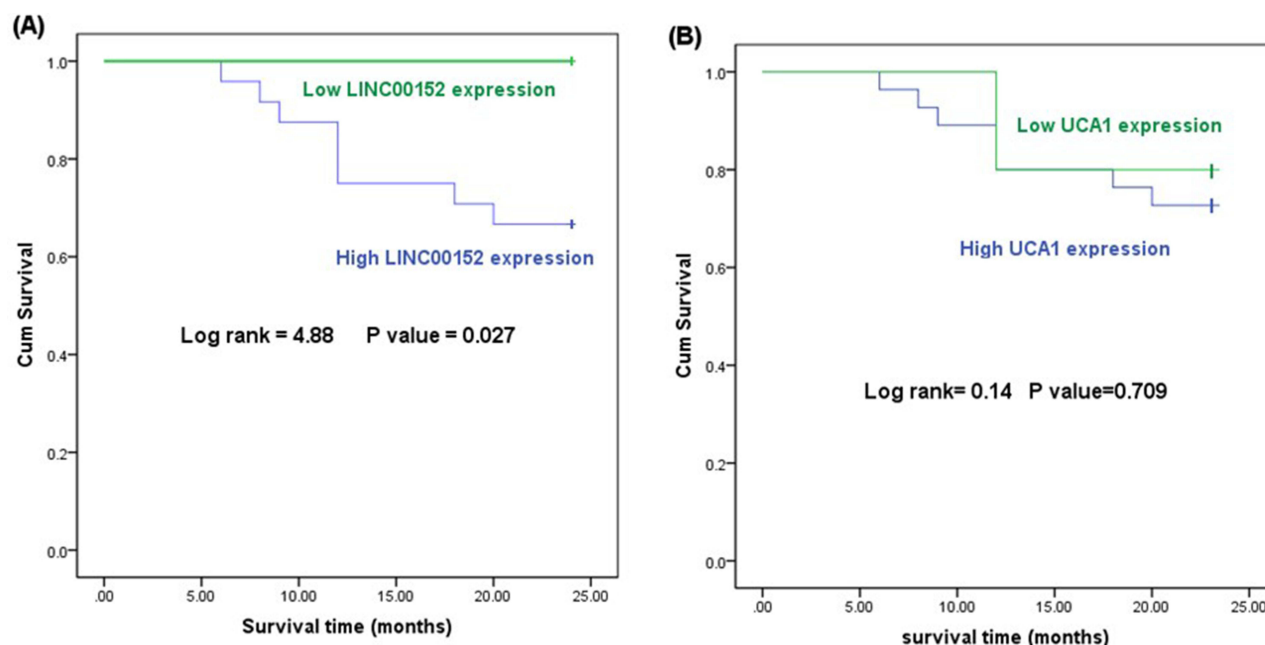 (A)
1.0
0.8
0.6
0.4
0.2
0.0
Cum Survival
Low LINC00152 expression
High LINC00152 expression
Log rank = 4.88 P value = 0.027
.00 5.00 10.00 15.00 20.00 25.00
Survival time (months)
(B)
1.0
0.8
0.6
0.4
0.2
0.0
Cum Survival
Low UCA1 expression
High UCA1 expression
Log rank= 0.14 P value=0.709
.00 5.00 10.00 15.00 20.00 25.00
survival time (months)